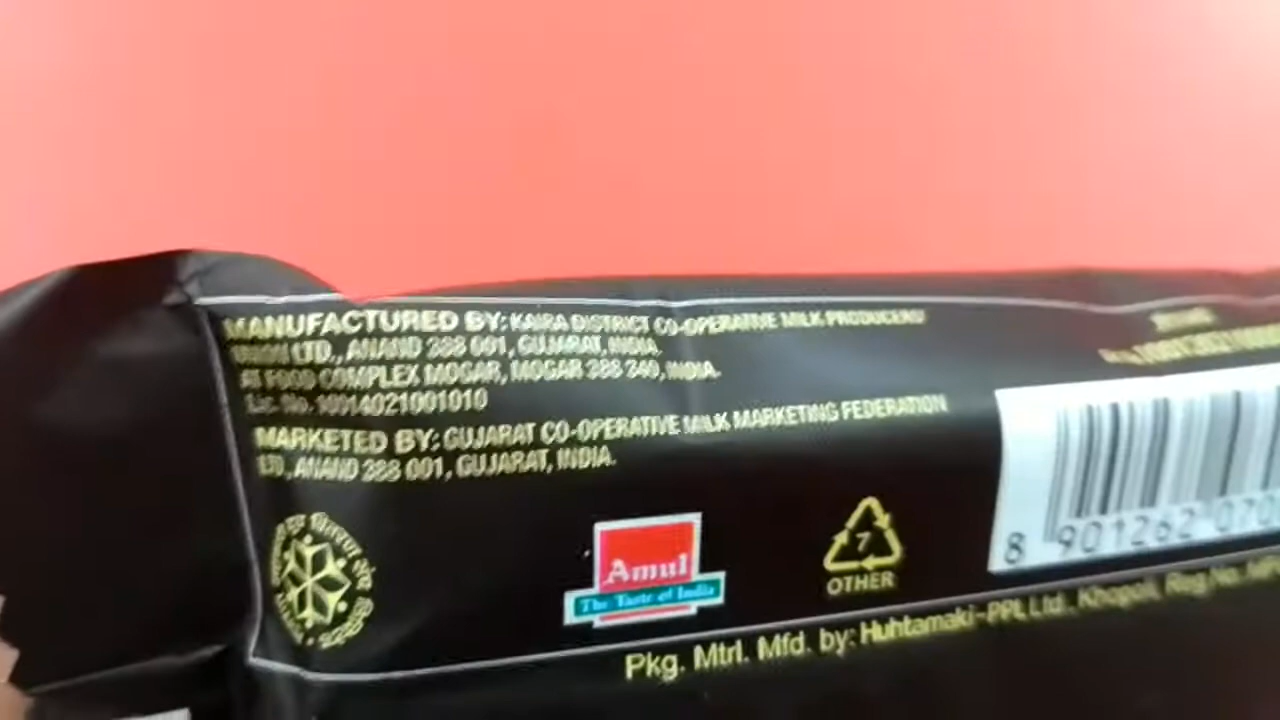 MANUFACTURED BY: KAIRA DISTRICT CO-OPERATIVE MILK PRODUCERS'
UNION LTD., ANAND 388 001, GUJARAT, INDIA.
AT FOOD COMPLEX MOGAR, MOGAR 388 340, INDIA.
Lic. No. 10014021001010
MARKETED BY: GUJARAT CO-OPERATIVE MILK MARKETING FEDERATION
LTD., ANAND 388 001, GUJARAT, INDIA.
Amul
The Taste of India
7
OTHER
8 901262 070
Pkg. Mtrl. Mfd. by: Huhtamaki-PPL Ltd., Khopoli, Reg. No.